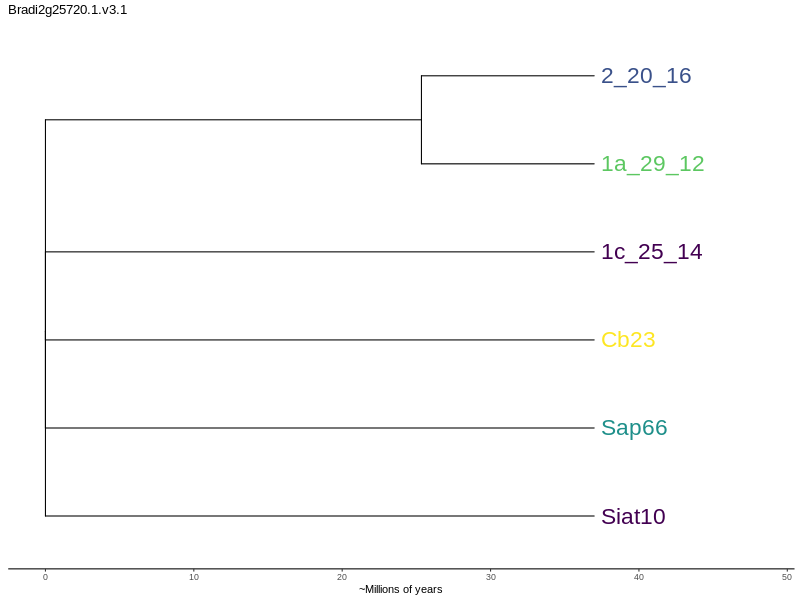 Bradi2g25720.1.v3.1
2_20_16
1a_29_12
1c_25_14
Cb23
Sap66
Siat10
0 10 20 30 40 50
~Millions of years